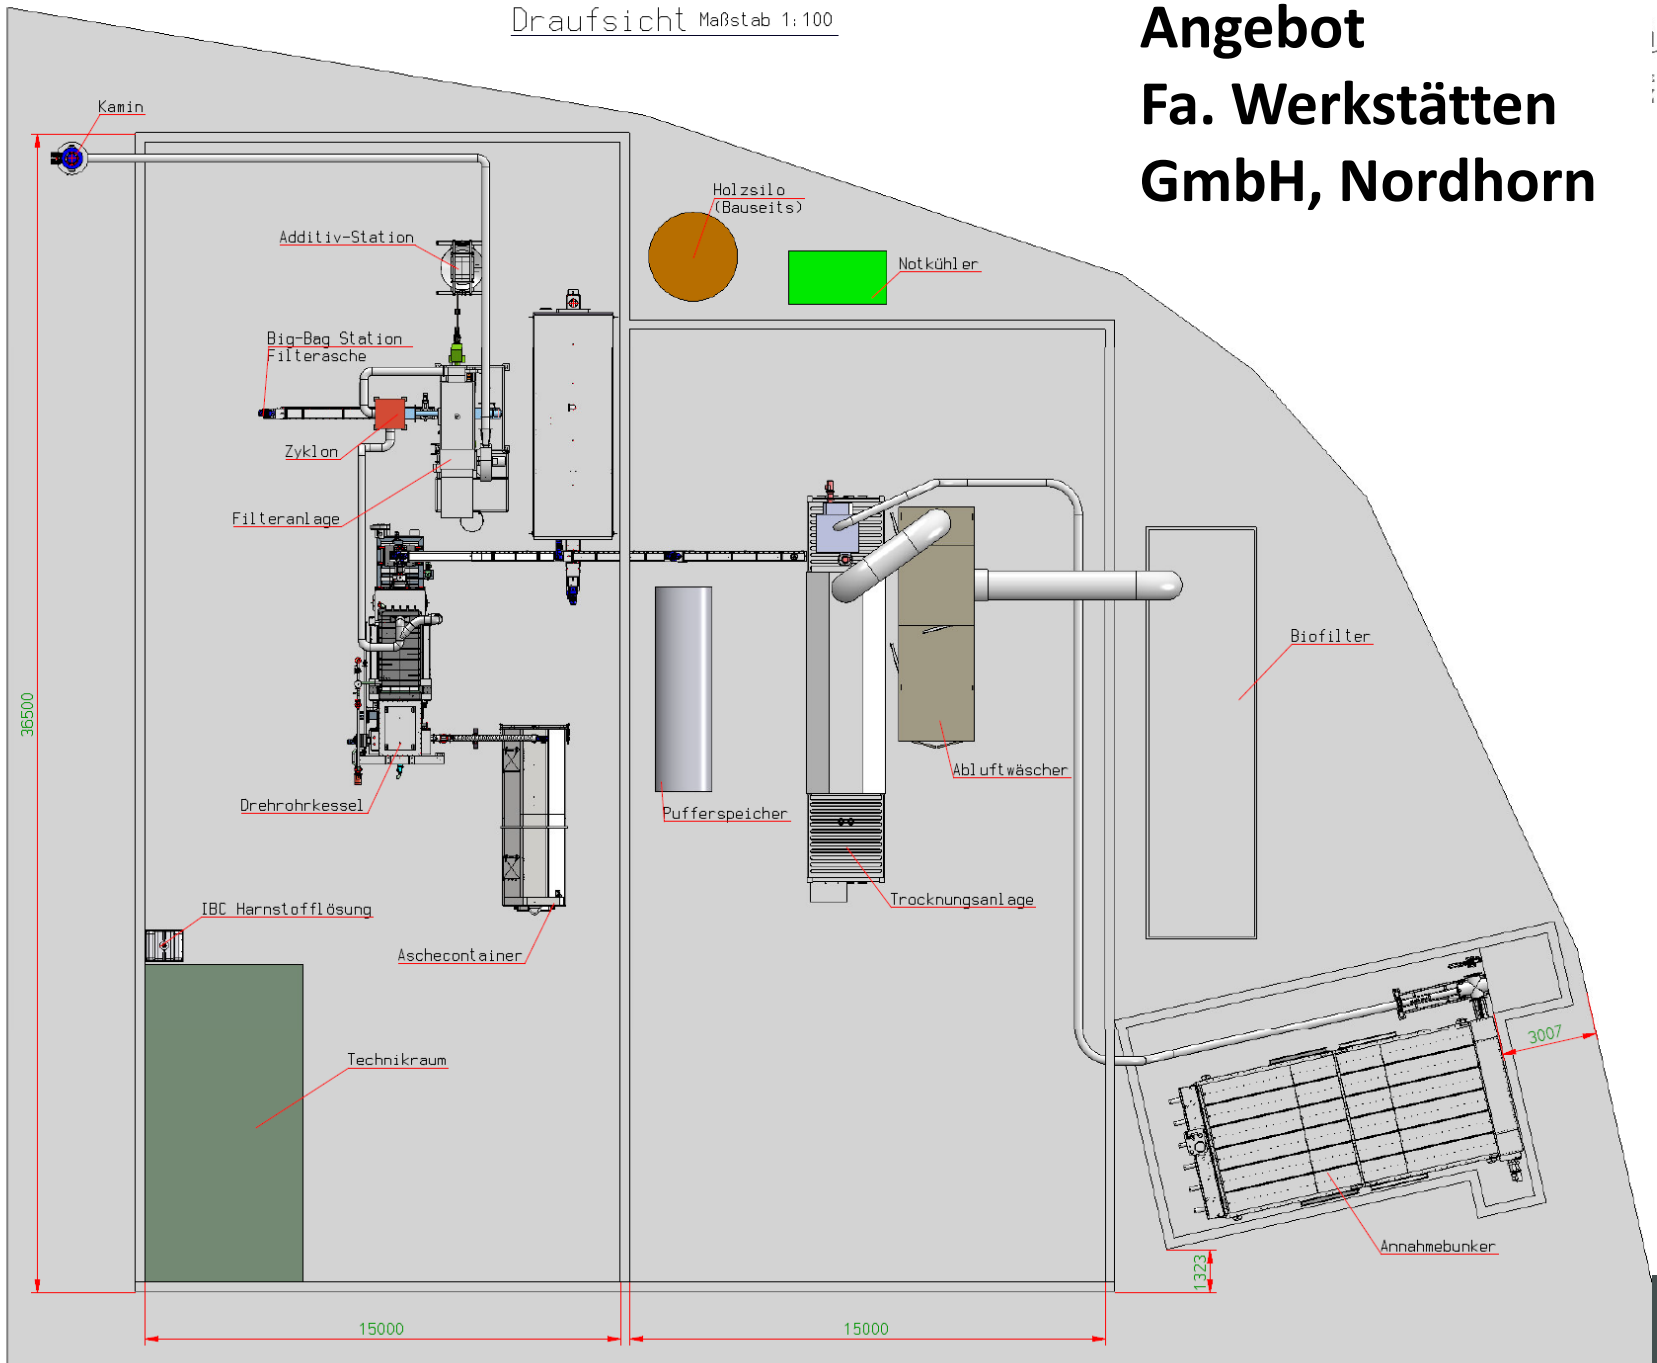 Draufsicht Maßstab 1:100
Angebot
Fa. Werkstätten
GmbH, Nordhorn
Kamin
Holzsilo
(Bauseits)
Additiv-Station
Notkühler
Big-Bag Station
Filterasche
Zyklon
Filteranlage
Biofilter
36500
Abluftwäscher
Drehrohrkessel
Pufferspeicher
Trocknungsanlage
IBC Harnstofflösung
Aschecontainer
3007
Technikraum
Annahmebunker
1323
15000
15000